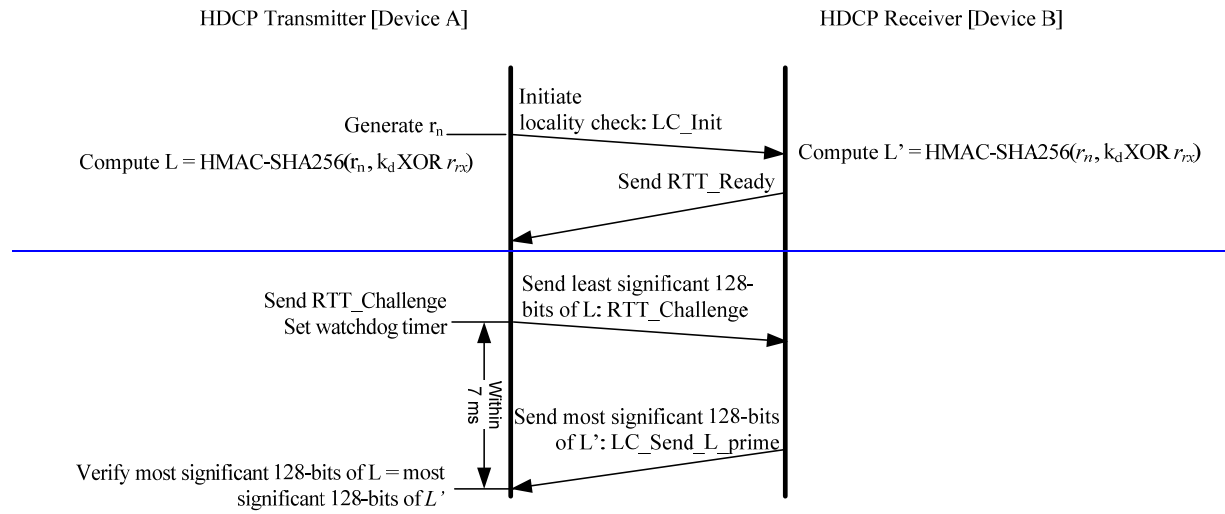 HDCP Transmitter [Device A]
HDCP Receiver [Device B]
Initiate
locality check: LC_Init
Generate rn
Compute L = HMAC-SHA256(rn, kd XOR rrx)
Compute L’ = HMAC-SHA256(rn, kd XOR rrx)
Send RTT_Ready
Send least significant 128-
bits of L: RTT_Challenge
Send RTT_Challenge
Set watchdog timer
Within
7 ms
Send most significant 128-bits
of L’: LC_Send_L_prime
Verify most significant 128-bits of L = most
significant 128-bits of L’